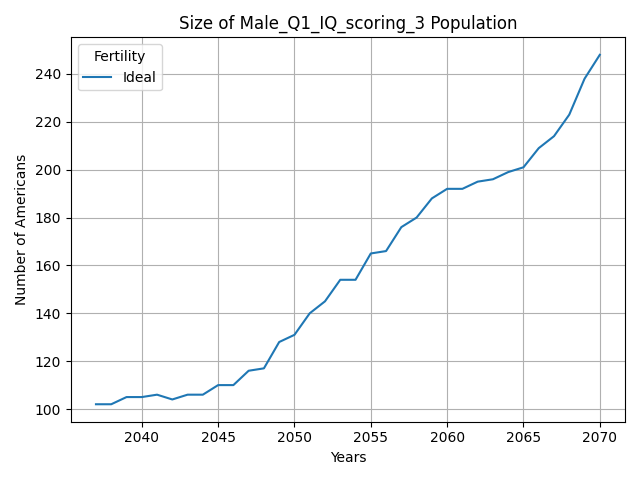 Size of Male_Q1_IQ_scoring_3 Population
Fertility
Ideal
Number of Americans
240
220
200
180
160
140
120
100
2040 2045 2050 2055 2060 2065 2070
Years